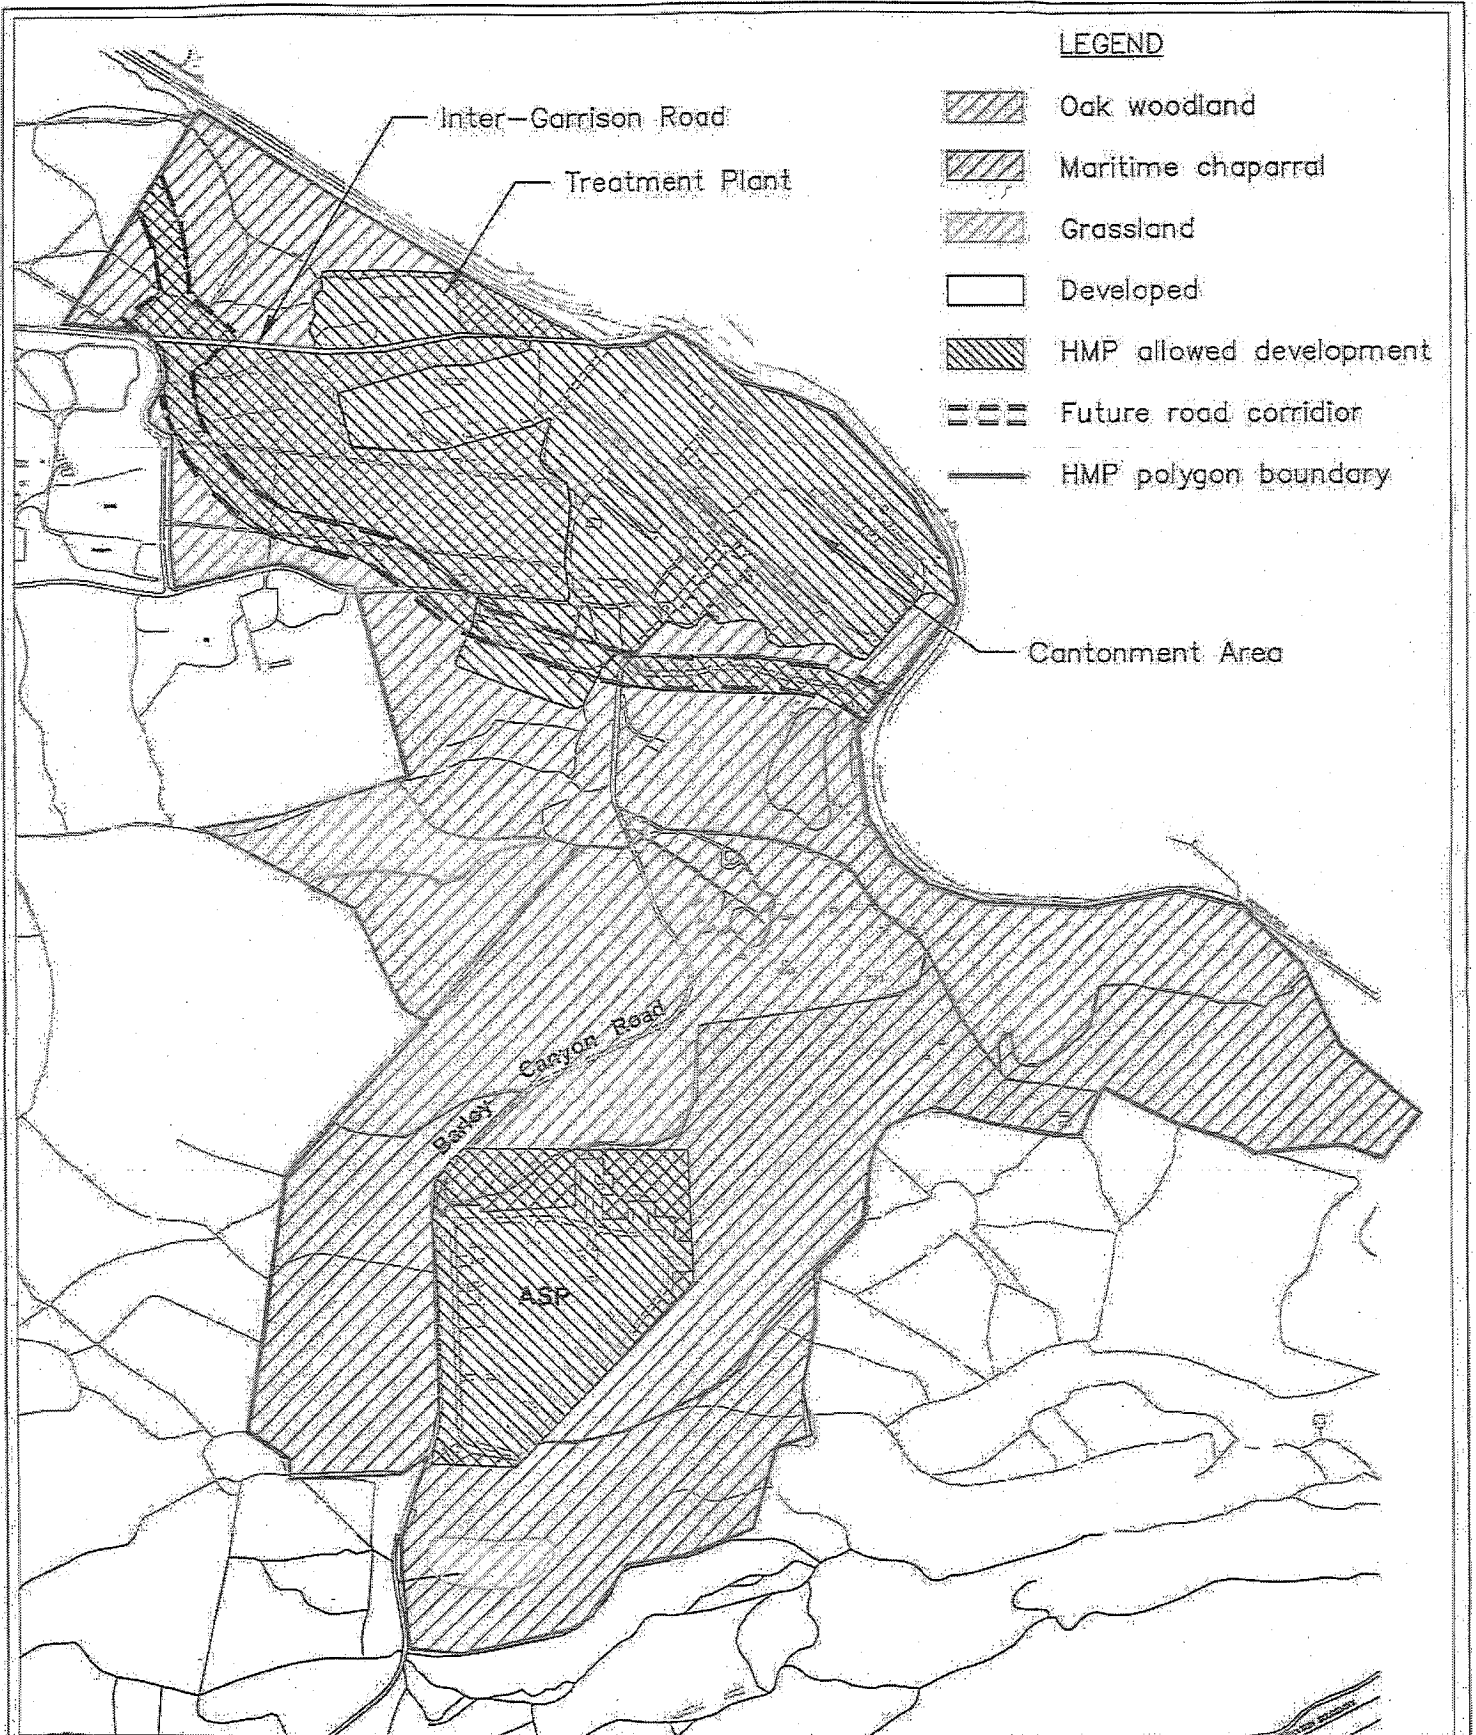 LEGEND
Oak woodland
Maritime chaparral
Grassland
Developed
HMP allowed development
Future road corridior
HMP polygon boundary
Inter-Garrison Road
Treatment Plant
Cantonment Area
Barley Canyon Road
ASP